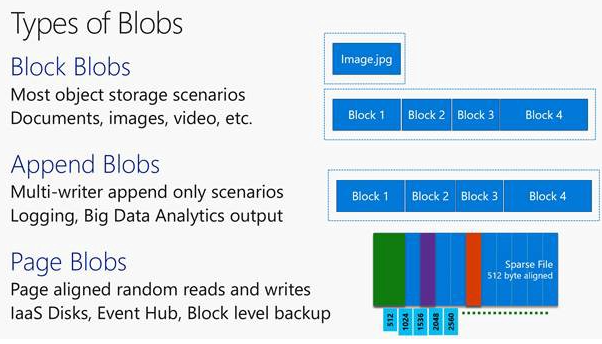 Types of Blobs
Block Blobs
Most object storage scenarios
Documents, images, video, etc.
Image.jpg
Block 1 Block 2 Block 3 Block 4
Append Blobs
Multi-writer append only scenarios
Logging, Big Data Analytics output
Block 1 Block 2 Block 3 Block 4
Page Blobs
Page aligned random reads and writes
IaaS Disks, Event Hub, Block level backup
Sparse File
512 byte aligned
512 1024 1536 2048 2560